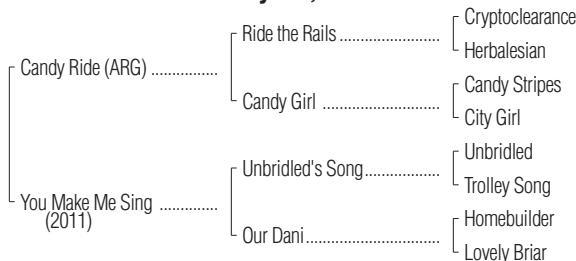 Cryptoclearance
Ride the Rails ..................
Herbalesian
Candy Ride (ARG) ...............
Candy Stripes
Candy Girl .....................
City Girl
Unbridled
Unbridled's Song.................
Trolley Song
You Make Me Sing .............
(2011)
Homebuilder
Our Dani..........................
Lovely Briar